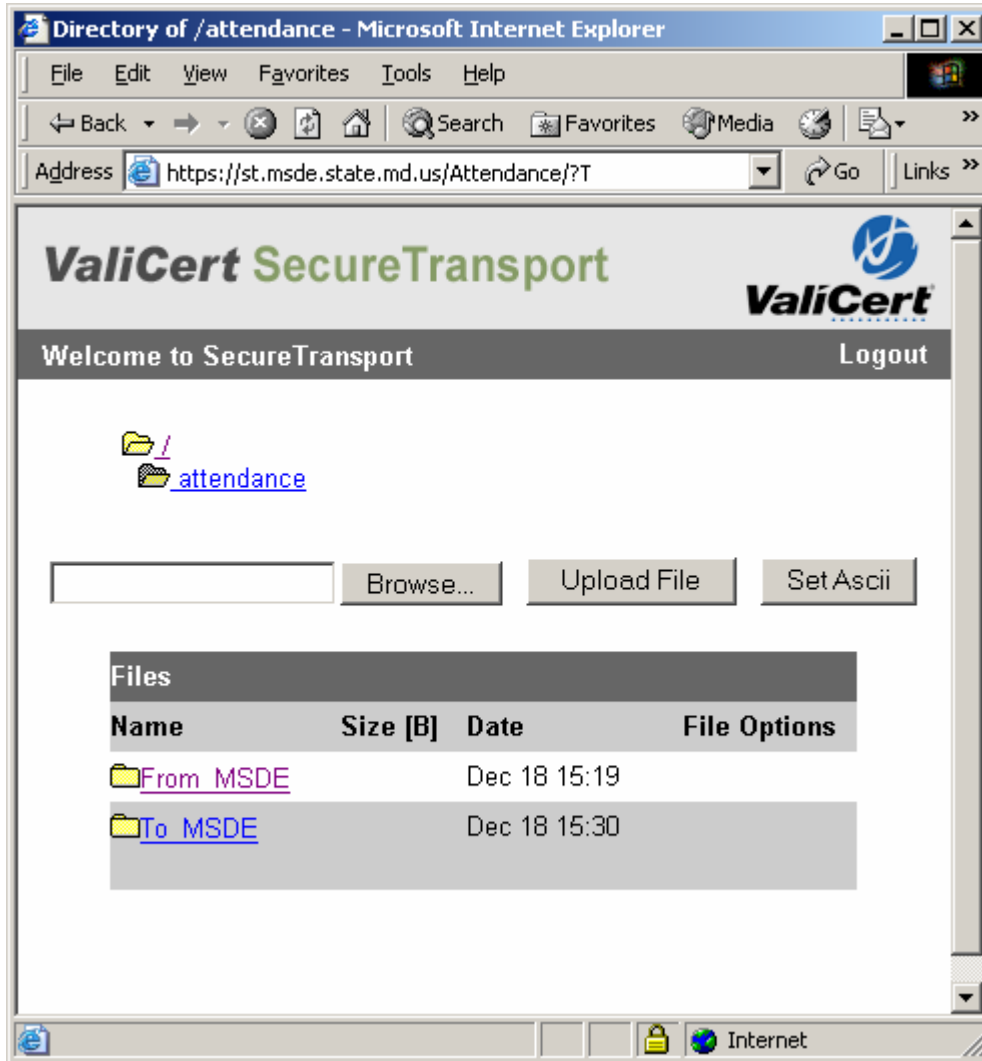 Directory of /attendance - Microsoft Internet Explorer
File Edit View Favorites Tools Help
Back Search Favorites Media »
Address https://st.msde.state.md.us/Attendance/?T Go Links »
ValiCert SecureTransport
ValiCert
Welcome to SecureTransport Logout
/
attendance
Browse... Upload File Set Ascii
Files
Name Size [B] Date File Options
From_MSDE Dec 18 15:19
To_MSDE Dec 18 15:30
Internet